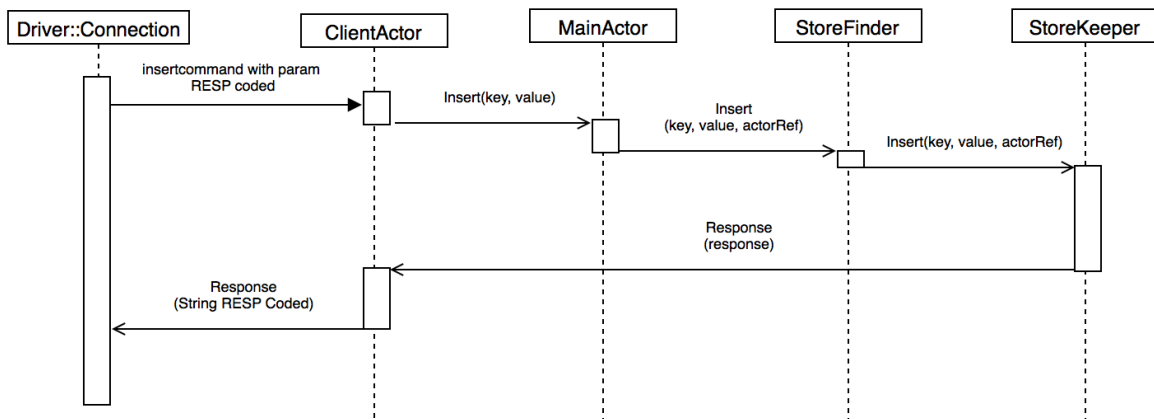 Driver::Connection
ClientActor
MainActor
StoreFinder
StoreKeeper
insertcommand with param
RESP coded
Insert(key, value)
Insert
(key, value, actorRef)
Insert(key, value, actorRef)
Response
(response)
Response
(String RESP Coded)